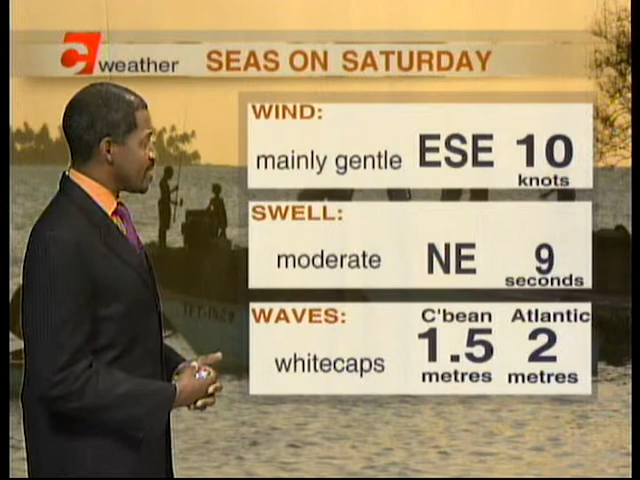 C weather SEAS ON SATURDAY
WIND:
mainly gentle ESE 10
knots
SWELL:
moderate NE 9
seconds
WAVES: C'bean Atlantic
whitecaps 1.5 2
metres metres